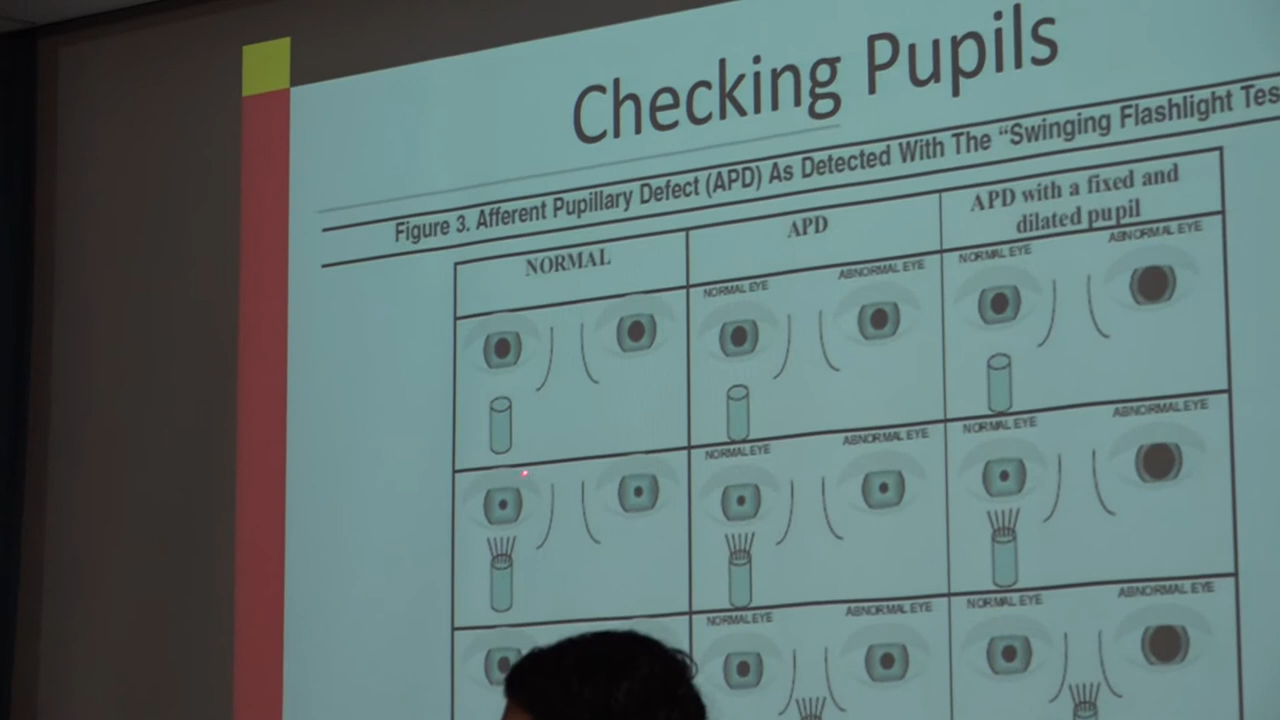 Checking Pupils
Figure 3. Afferent Pupillary Defect (APD) As Detected With The “Swinging Flashlight Tes
NORMAL
APD
APD with a fixed and
dilated pupil
NORMAL EYE
ABNORMAL EYE
NORMAL EYE
ABNORMAL EYE
NORMAL EYE
ABNORMAL EYE
NORMAL EYE
ABNORMAL EYE
NORMAL EYE
ABNORMAL EYE
NORMAL EYE
ABNORMAL EYE